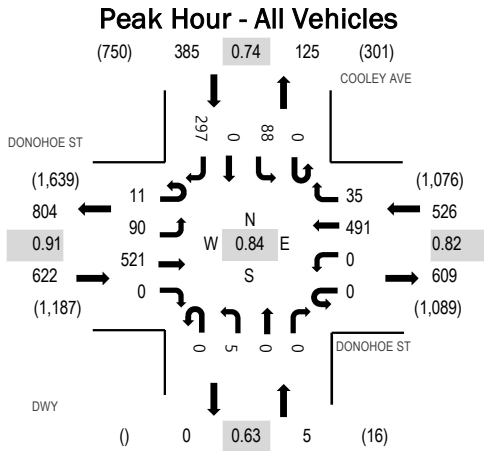 Peak Hour - All Vehicles
(750) 385 0.74 125 (301)
COOLEY AVE
297 0 88 0
DONOHOE ST
(1,639) (1,076)
11 35
804 526
90 N 491
0.91 W 0.84 E 0.82
521 S 0
622 609
0 0
(1,187) (1,089)
0 5 0 0
DONOHOE ST
DWY
() 0 0.63 5 (16)